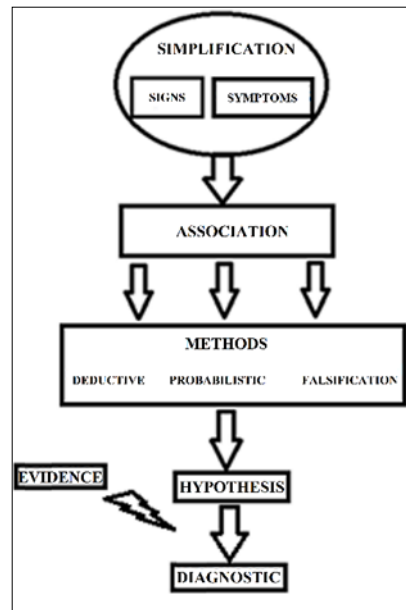 SIMPLIFICATION
SIGNS SYMPTOMS
ASSOCIATION
METHODS
DEDUCTIVE PROBABILISTIC FALSIFICATION
EVIDENCE
HYPOTHESIS
DIAGNOSTIC